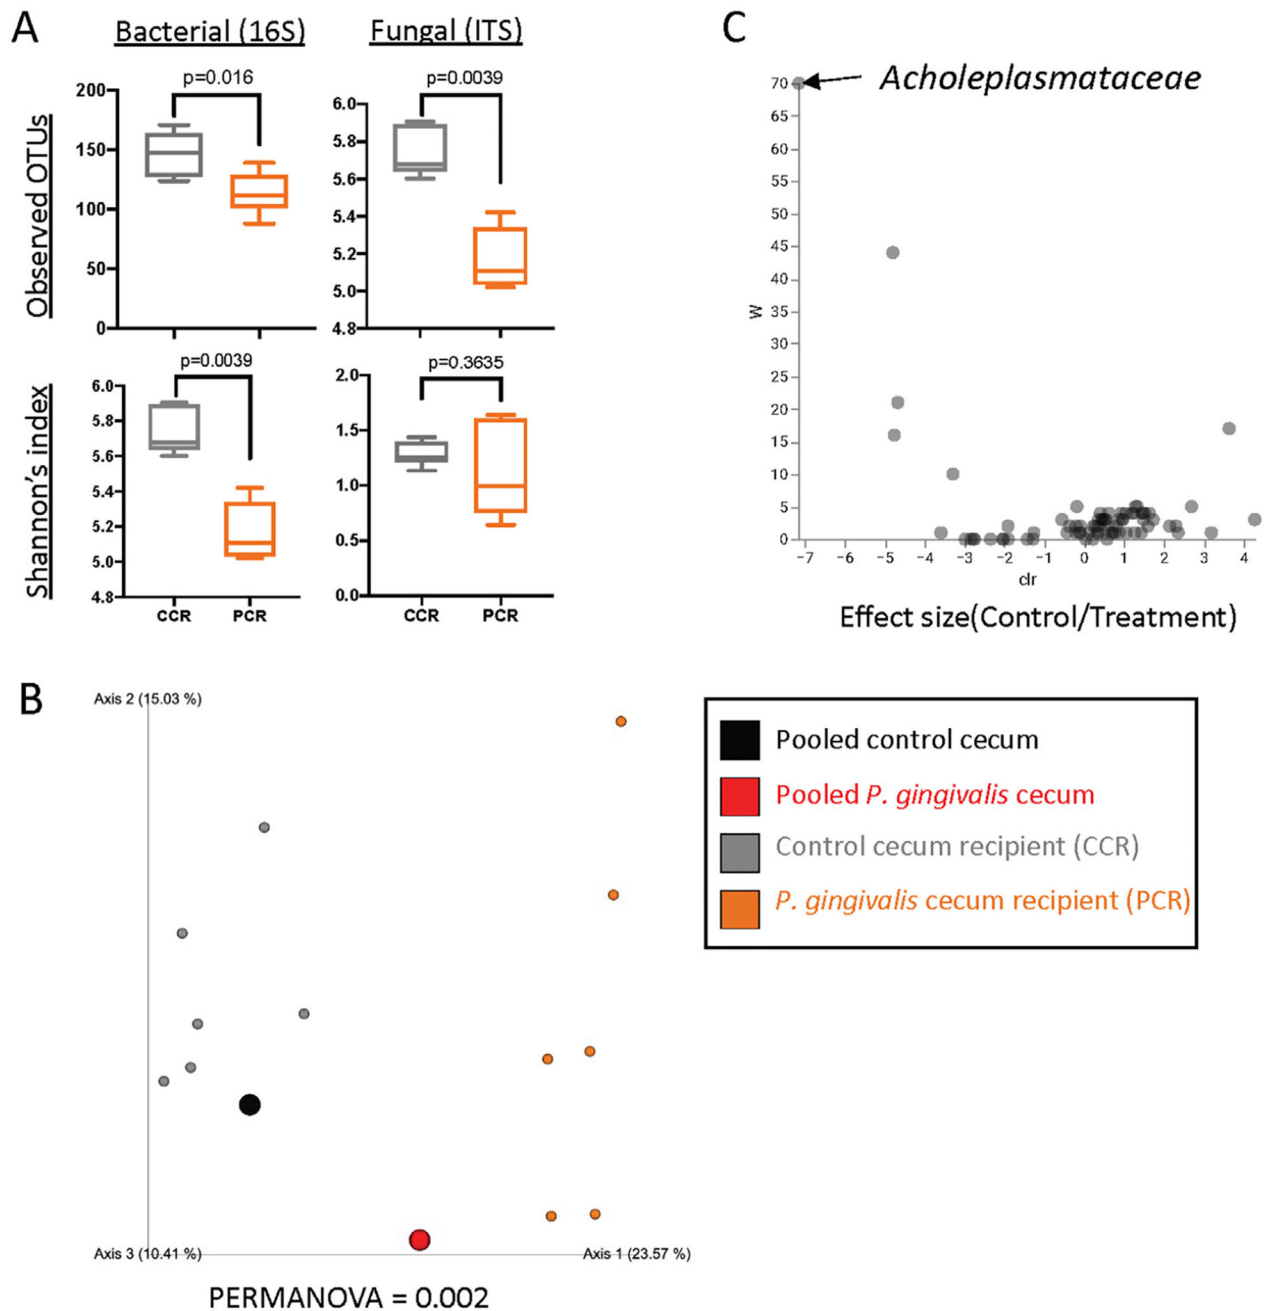 A
Bacterial (16S)
Fungal (ITS)
Observed OTUs
p=0.016
200
150
100
50
0
p=0.0039
6.0
5.8
5.6
5.4
5.2
5.0
4.8
Shannon's index
p=0.0039
6.0
5.8
5.6
5.4
5.2
5.0
4.8
CCR PCR
p=0.3635
2.0
1.5
1.0
0.5
0.0
CCR PCR
C
Acholeplasmataceae
W
70
65
60
55
50
45
40
35
30
25
20
15
10
5
0
−7 −6 −5 −4 −3 −2 −1 0 1 2 3 4
clr
Effect size(Control/Treatment)
B
Axis 2 (15.03 %)
Axis 3 (10.41 %)
Axis 1 (23.57 %)
PERMANOVA = 0.002
Pooled control cecum
Pooled P. gingivalis cecum
Control cecum recipient (CCR)
P. gingivalis cecum recipient (PCR)